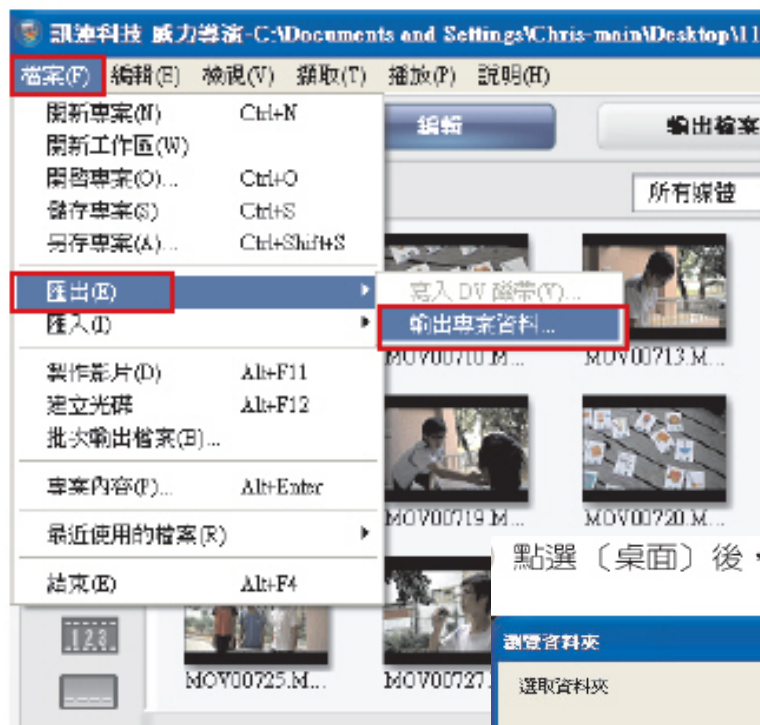 訊連科技 威力導演-C:\Documents and Settings\Chris-main\Desktop\11
檔案(F) 編輯(E) 檢視(V) 擷取(T) 播放(P) 說明(H)
開新專案(N) Ctrl+N
開新工作區(W)
開啟專案(O)... Ctrl+O
儲存專案(S) Ctrl+S
另存專案(A)... Ctrl+Shift+S
匯出(E)
匯入(I)
製作影片(D) Alt+F11
建立光碟 Alt+F12
批次輸出檔案(B)...
專案內容(P)... Alt+Enter
最近使用的檔案(R)
結束(E) Alt+F4
寫入 DV 磁帶(V)...
輸出專案資料...
編輯
輸出檔案
所有媒體
MOV00710.M...
MOV00713.M...
MOV00719.M...
MOV00720.M...
MOV00725.M...
MOV00727.
123
點選〔桌面〕後，
瀏覽資料夾
選取資料夾